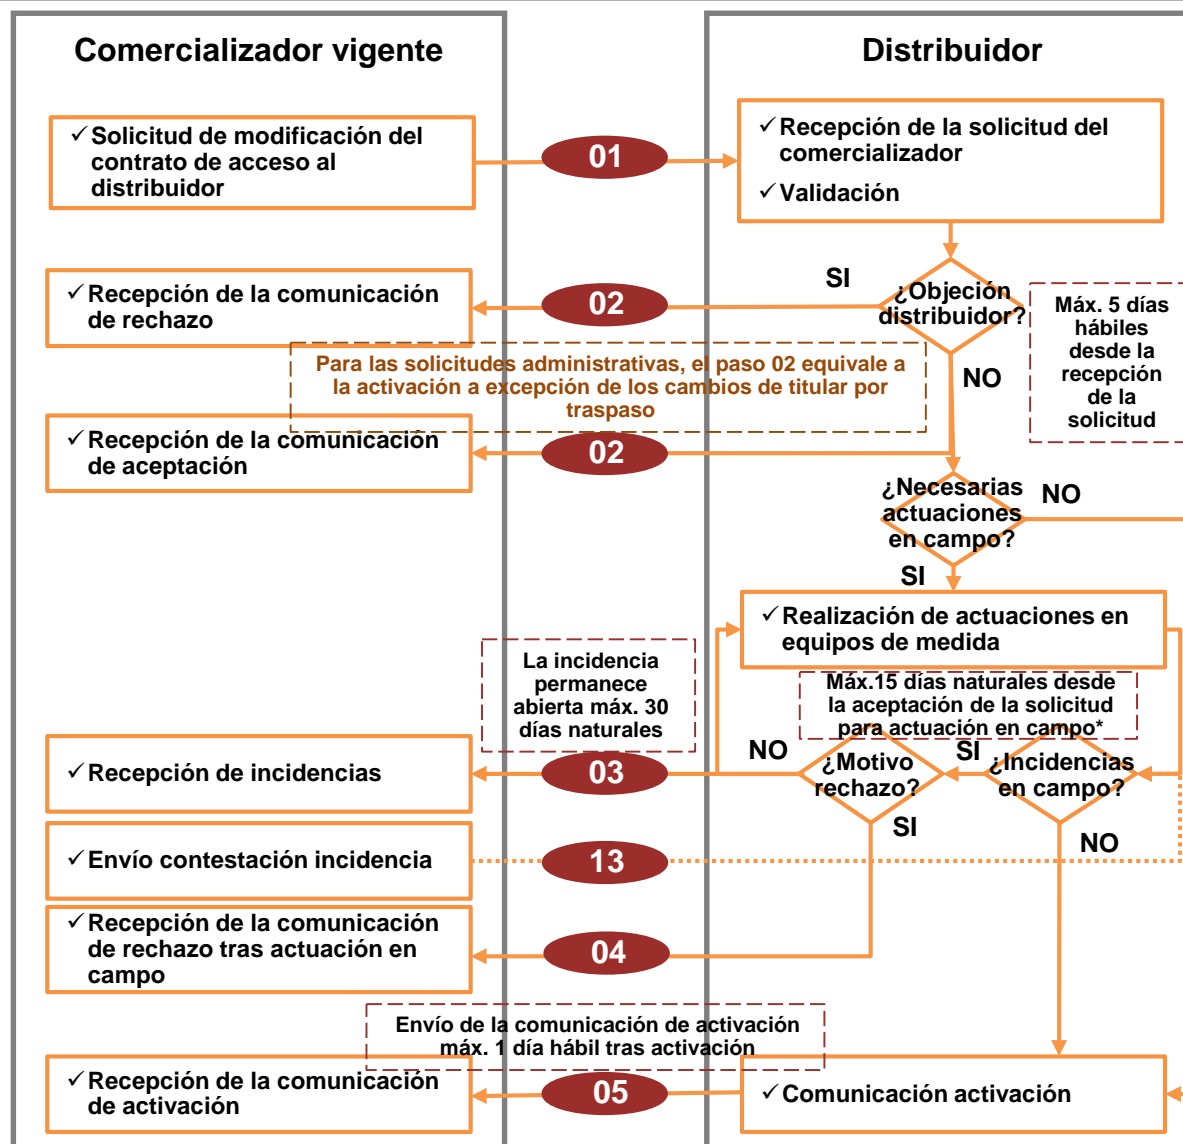 Comercializador vigente
Distribuidor
✓ Solicitud de modificación del
contrato de acceso al
distribuidor
01
✓ Recepción de la solicitud del
comercializador
✓ Validación
SI
¿Objeción
distribuidor?
✓ Recepción de la comunicación
de rechazo
02
Máx. 5 días
hábiles
desde la
recepción
de la
solicitud
Para las solicitudes administrativas, el paso 02 equivale a
la activación a excepción de los cambios de titular por
traspaso
NO
✓ Recepción de la comunicación
de aceptación
02
¿Necesarias
actuaciones
en campo?
NO
SI
✓ Realización de actuaciones en
equipos de medida
La incidencia
permanece
abierta máx. 30
días naturales
Máx.15 días naturales desde
la aceptación de la solicitud
para actuación en campo*
✓ Recepción de incidencias
03
NO
¿Motivo
rechazo?
SI
¿Incidencias
en campo?
SI
NO
✓ Envío contestación incidencia
13
✓ Recepción de la comunicación
de rechazo tras actuación en
campo
04
Envío de la comunicación de activación
máx. 1 día hábil tras activación
✓ Recepción de la comunicación
de activación
05
✓ Comunicación activación